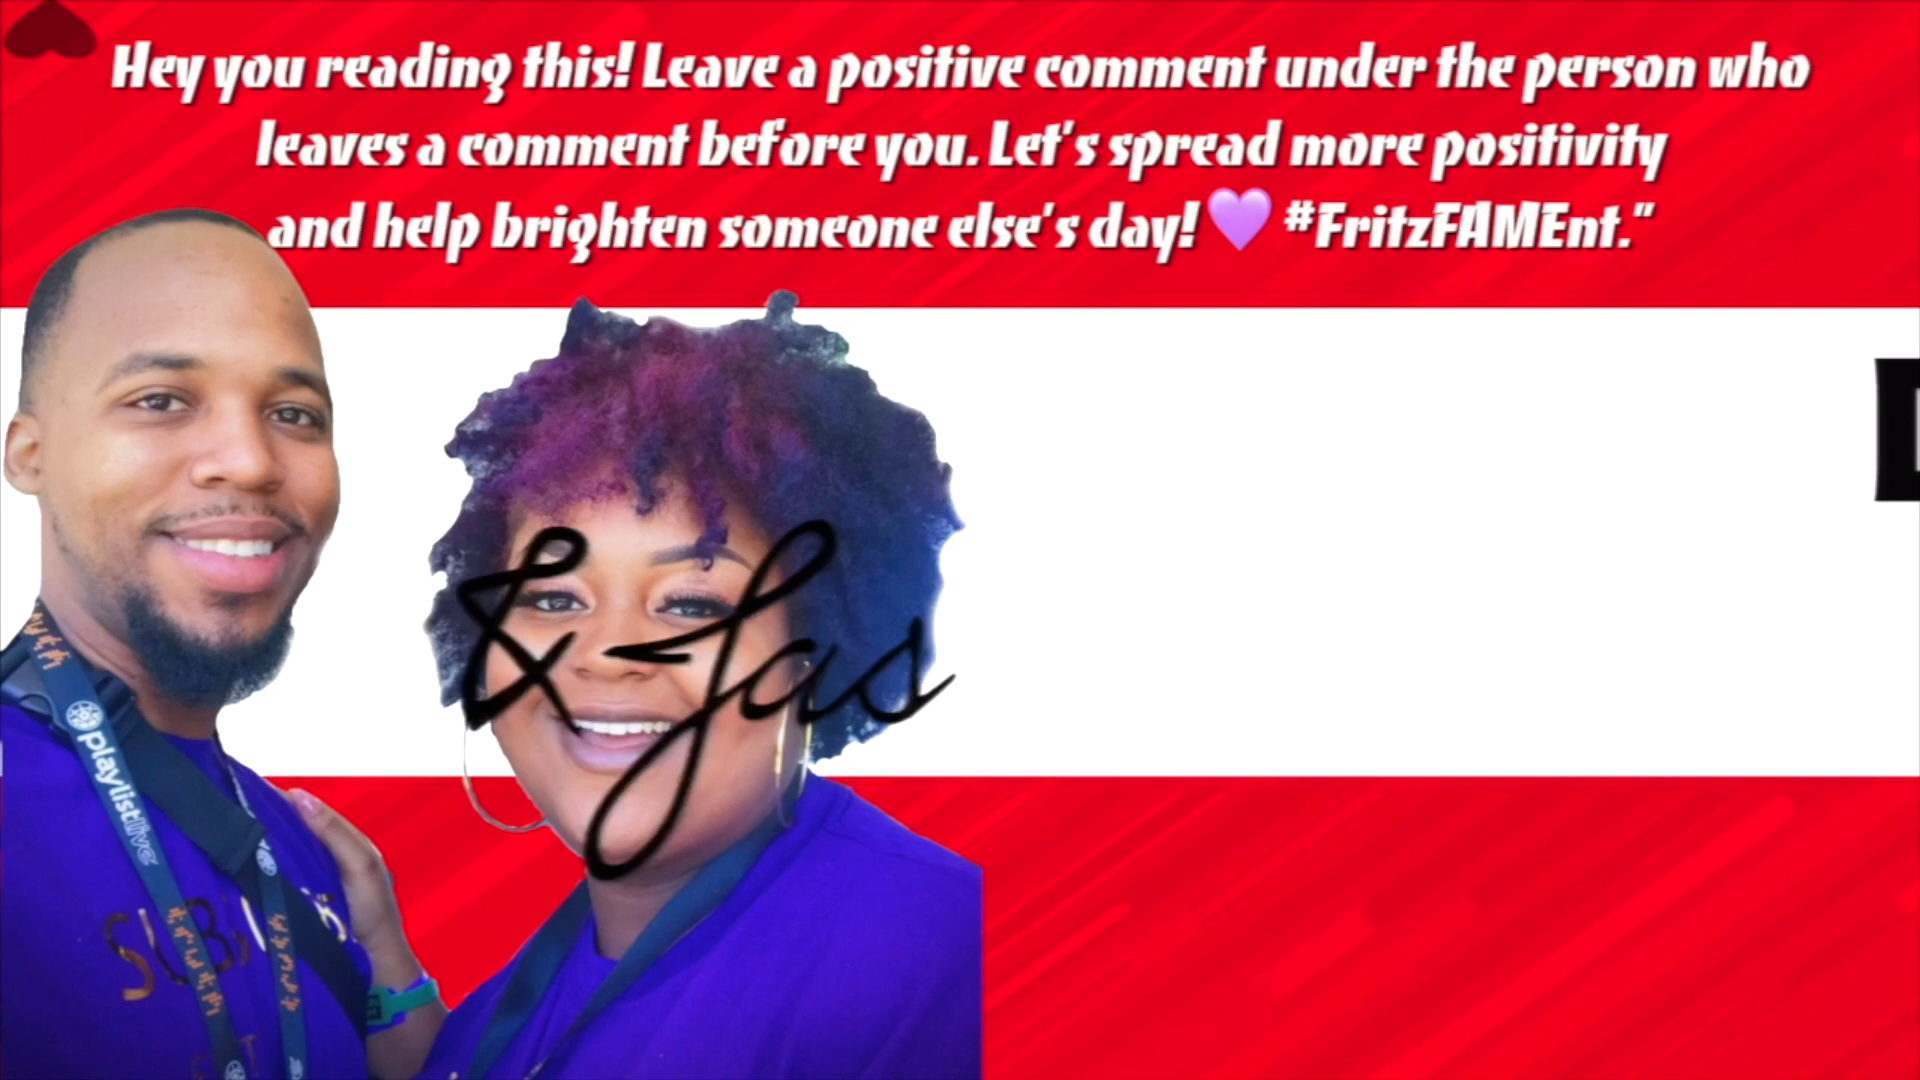 Hey you reading this! Leave a positive comment under the person who
leaves a comment before you. Let's spread more positivity
and help brighten someone else's day!💜 #FritzFAMEnt."
& Jas
playlistlive